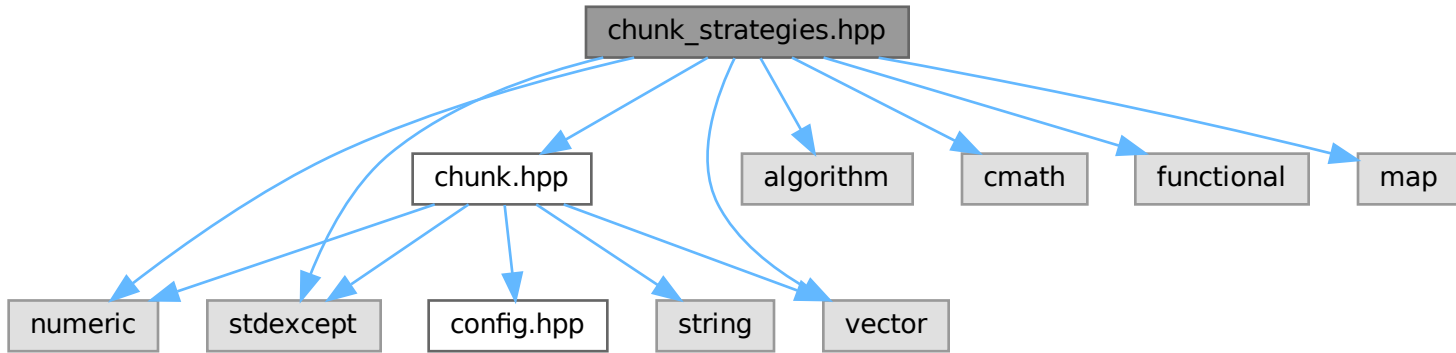 chunk_strategies.hpp
chunk.hpp
algorithm
cmath
functional
map
numeric
stdexcept
config.hpp
string
vector